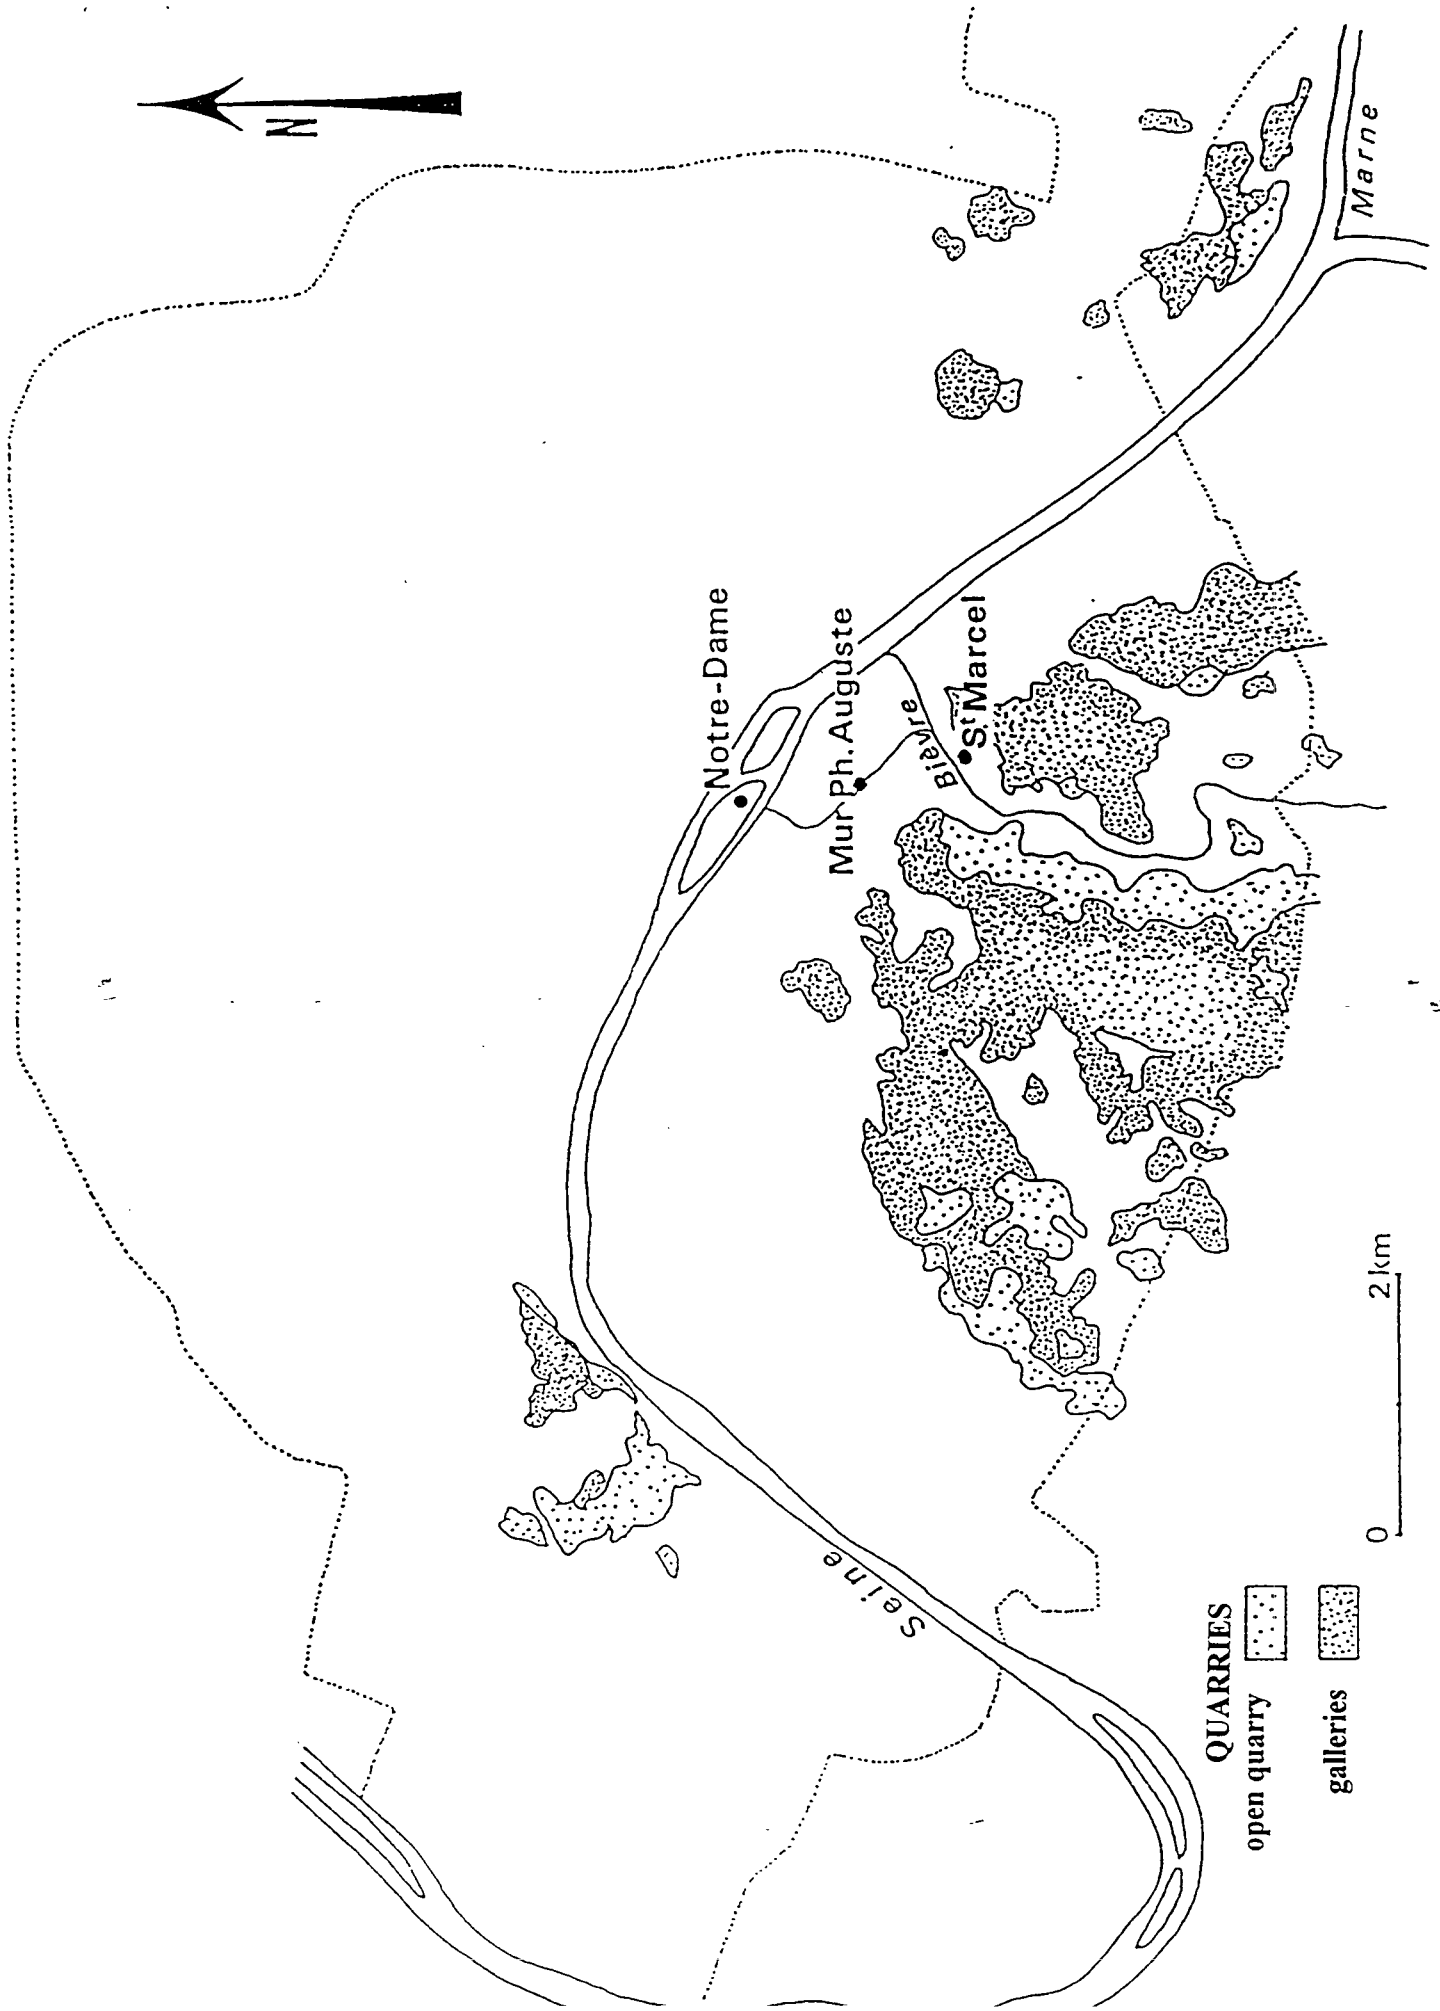 N
Notre-Dame
Mur Ph. Auguste
Bièvre
St Marcel
Marne
Seine
QUARRIES
open quarry
galleries
0 2 km